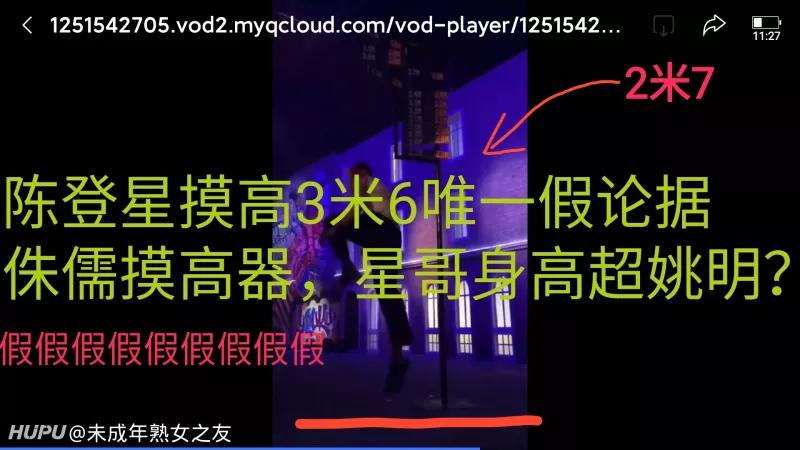 1251542705.vod2.myqcloud.com/vod-player/1251542...
11:27
2米7
陈登星摸高3米6唯一假论据
侏儒摸高器，星哥身高超姚明?
假假假假假假假假假
HUPU@未成年熟女之友